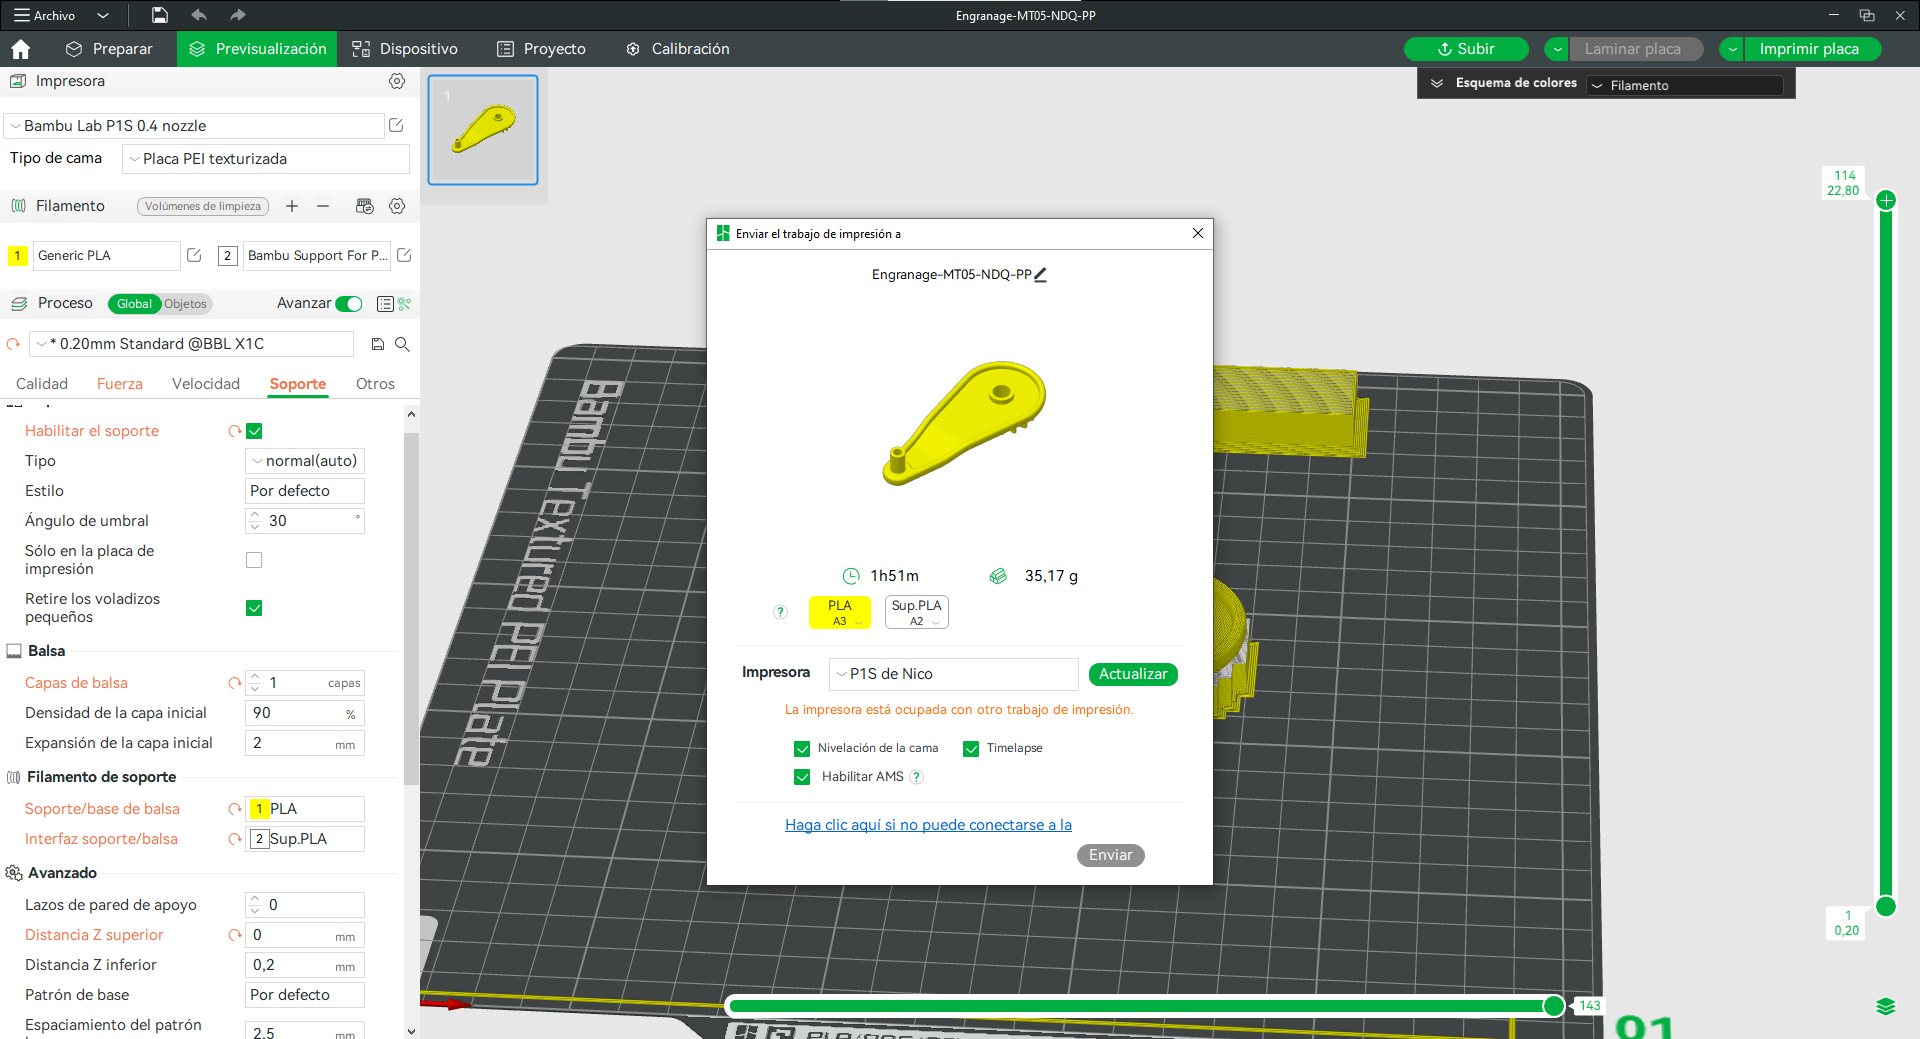 Archivo
Engranage-MT05-NDQ-PP
Preparar
Previsualización
Dispositivo
Proyecto
Calibración
Subir
Laminar placa
Imprimir placa
Impresora
Esquema de colores
Filamento
1
Bambu Lab P1S 0.4 nozzle
Tipo de cama
Placa PEI texturizada
114
22,80
Filamento
Volúmenes de limpieza
1
Generic PLA
2
Bambu Support For P...
Proceso
Global
Objetos
Avanzar
* 0.20mm Standard @BBL X1C
Calidad
Fuerza
Velocidad
Soporte
Otros
Habilitar el soporte
Tipo
normal(auto)
Estilo
Por defecto
Ángulo de umbral
30
°
Sólo en la placa de
impresión
Retire los voladizos
pequeños
Balsa
Capas de balsa
1
capas
Densidad de la capa inicial
90
%
Expansión de la capa inicial
2
mm
Filamento de soporte
Soporte/base de balsa
1
PLA
Interfaz soporte/balsa
2
Sup.PLA
Avanzado
Lazos de pared de apoyo
0
Distancia Z superior
0
mm
Distancia Z inferior
0,2
mm
Patrón de base
Por defecto
Espaciamiento del patrón
2,5
mm
Bambu Textured PEI Plate
Enviar el trabajo de impresión a
Engranage-MT05-NDQ-PP
1h51m
35,17 g
?
PLA
A3
Sup.PLA
A2
Impresora
P1S de Nico
Actualizar
La impresora está ocupada con otro trabajo de impresión.
Nivelación de la cama
Timelapse
Habilitar AMS
?
Haga clic aquí si no puede conectarse a la
Enviar
1
0,20
143
01